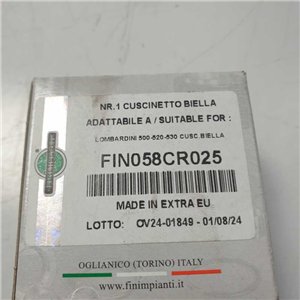 NR.1 CUSCINETTO BIELLA
ADATTABILE A / SUITABLE FOR :
LOMBARDINI 500-520-530 CUSC.BIELLA
FIN058CR025
MADE IN EXTRA EU
LOTTO: OV24-01849 - 01/08/24
OGLIANICO (TORINO) ITALY
www.finimpianti.it